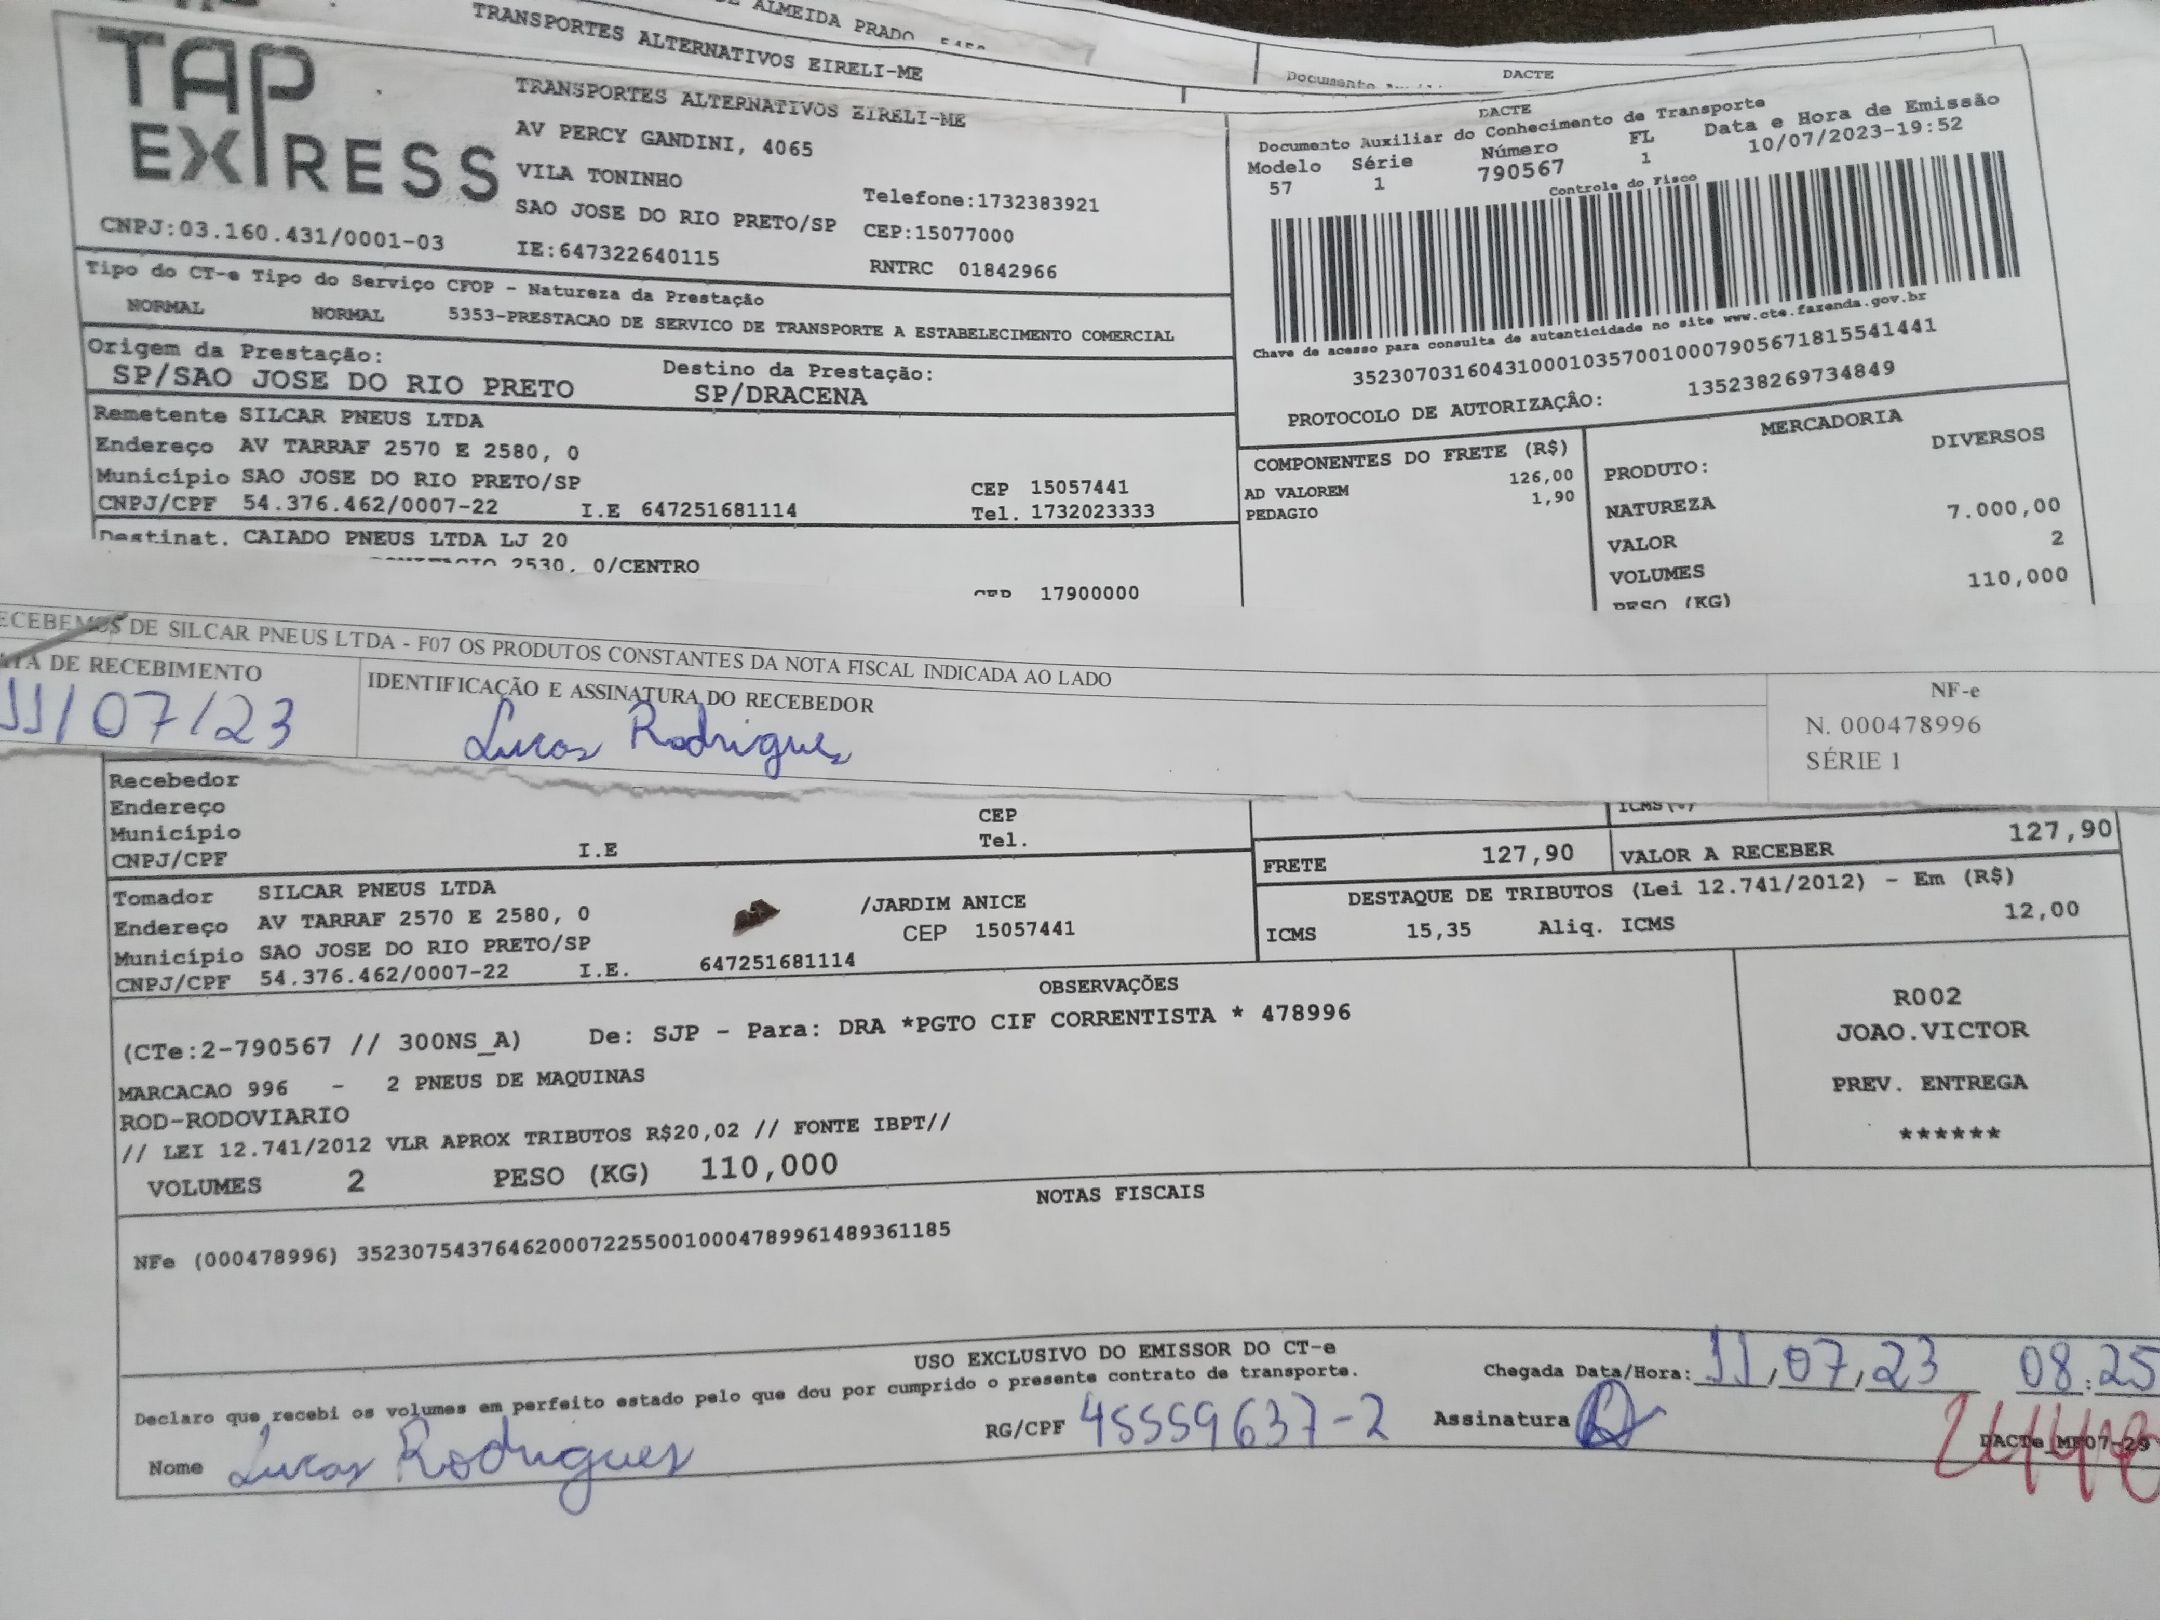 ALMEIDA PRADO
TRANSPORTES ALTERNATIVOS EIRELI-ME
DACTE
TAP
EXPRESS
TRANSPORTES ALTERNATIVOS EIRELI-ME
AV PERCY GANDINI, 4065
VILA TONINHO
Telefone:1732383921
SAO JOSE DO RIO PRETO/SP CEP:15077000
CNPJ:03.160.431/0001-03
IE:647322640115
RNTRC 01842966
DACTE
Documento Auxiliar do Conhecimento de Transporte
Modelo Série Número FL Data e Hora de Emissão
57 1 790567 1 10/07/2023-19:52
Controle do Fisco
Chave de acesso para consulta de autenticidade no site www.cte.fazenda.gov.br
35230703160431000103570010007905671815541441
PROTOCOLO DE AUTORIZAÇÂO: 135238269734849
Tipo do CT-e Tipo do Serviço CFOP - Natureza da Prestação
NORMAL NORMAL 5353-PRESTACAO DE SERVICO DE TRANSPORTE A ESTABELECIMENTO COMERCIAL
Origem da Prestação: Destino da Prestação:
SP/SAO JOSE DO RIO PRETO SP/DRACENA
Remetente SILCAR PNEUS LTDA
Endereço AV TARRAF 2570 E 2580, 0
Município SAO JOSE DO RIO PRETO/SP CEP 15057441
CNPJ/CPF 54.376.462/0007-22 I.E 647251681114 Tel. 1732023333
Destinat. CAIADO PNEUS LTDA LJ 20
2530, 0/CENTRO
CEP 17900000
COMPONENTES DO FRETE (R$)
AD VALOREM 126,00
PEDAGIO 1,90
MERCADORIA
PRODUTO: DIVERSOS
NATUREZA
VALOR 7.000,00
VOLUMES 2
PESO (KG) 110,000
RECEBEMOS DE SILCAR PNEUS LTDA - F07 OS PRODUTOS CONSTANTES DA NOTA FISCAL INDICADA AO LADO
DATA DE RECEBIMENTO
11/07/23
IDENTIFICAÇÃO E ASSINATURA DO RECEBEDOR
Lucas Rodrigues
NF-e
N. 000478996
SÉRIE 1
Recebedor
Endereço CEP
Município Tel.
CNPJ/CPF I.E
FRETE 127,90 VALOR A RECEBER 127,90
Tomador SILCAR PNEUS LTDA
Endereço AV TARRAF 2570 E 2580, 0 /JARDIM ANICE
Município SAO JOSE DO RIO PRETO/SP CEP 15057441
CNPJ/CPF 54.376.462/0007-22 I.E. 647251681114
DESTAQUE DE TRIBUTOS (Lei 12.741/2012) - Em (R$)
ICMS 15,35 Aliq. ICMS 12,00
OBSERVAÇÕES
(CTe:2-790567 // 300NS_A) De: SJP - Para: DRA *PGTO CIF CORRENTISTA * 478996
MARCACAO 996 - 2 PNEUS DE MAQUINAS
ROD-RODOVIARIO
// LEI 12.741/2012 VLR APROX TRIBUTOS R$20,02 // FONTE IBPT//
VOLUMES 2 PESO (KG) 110,000
R002
JOAO.VICTOR
PREV. ENTREGA
******
NOTAS FISCAIS
NFe (000478996) 35230754376462000722550010004789961489361185
USO EXCLUSIVO DO EMISSOR DO CT-e
Declaro que recebi os volumes em perfeito estado pelo que dou por cumprido o presente contrato de transporte.
Chegada Data/Hora: 11,07,23 08:25
Nome Lucas Rodrigues RG/CPF 45559637-2 Assinatura
DACTe_MF07-29